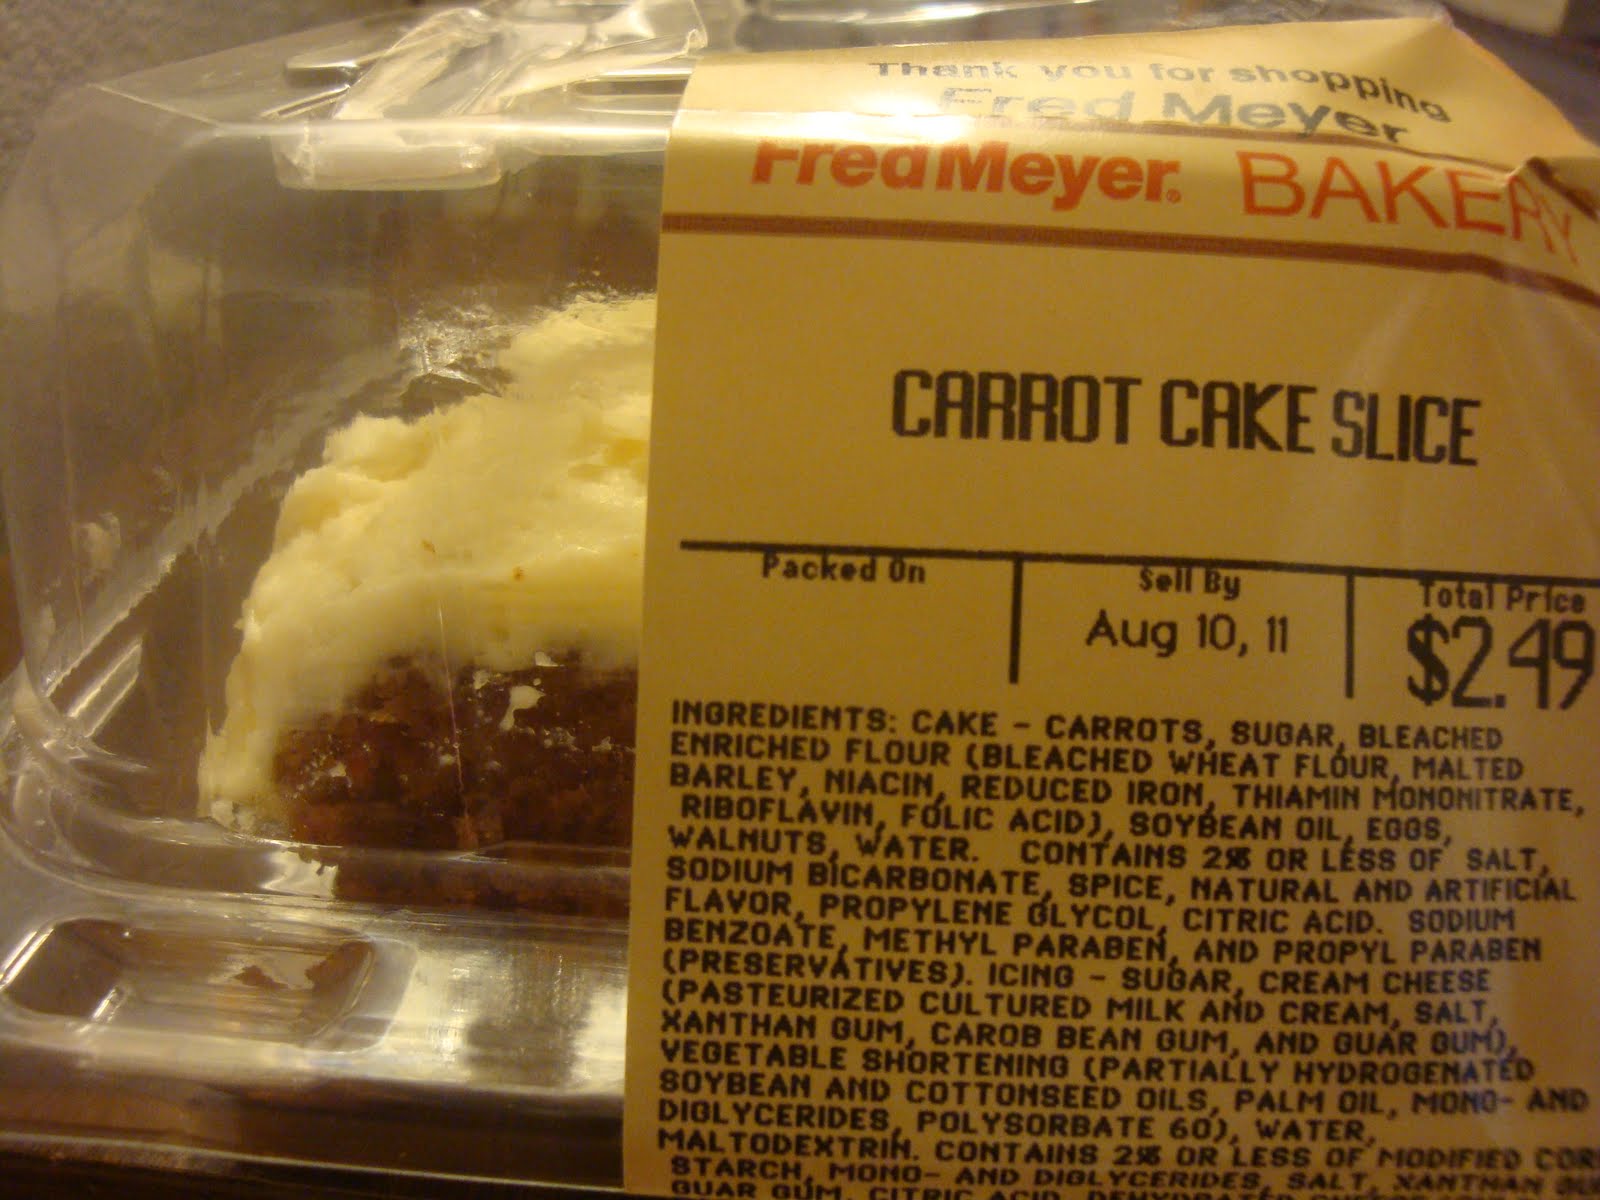 Thank you for shopping
Fred Meyer
Fred Meyer® BAKERY
CARROT CAKE SLICE
Packed On
Sell By
Total Price
Aug 10, 11
$2.49
INGREDIENTS: CAKE - CARROTS, SUGAR, BLEACHED
ENRICHED FLOUR (BLEACHED WHEAT FLOUR, MALTED
BARLEY, NIACIN, REDUCED IRON, THIAMIN MONONITRATE,
RIBOFLAVIN, FOLIC ACID), SOYBEAN OIL, EGGS,
WALNUTS, WATER. CONTAINS 2% OR LESS OF SALT,
SODIUM BICARBONATE, SPICE, NATURAL AND ARTIFICIAL
FLAVOR, PROPYLENE GLYCOL, CITRIC ACID. SODIUM
BENZOATE, METHYL PARABEN, AND PROPYL PARABEN
(PRESERVATIVES). ICING - SUGAR, CREAM CHEESE
(PASTEURIZED CULTURED MILK AND CREAM, SALT,
XANTHAN GUM, CAROB BEAN GUM, AND GUAR GUM),
VEGETABLE SHORTENING (PARTIALLY HYDROGENATED
SOYBEAN AND COTTONSEED OILS, PALM OIL, MONO- AND
DIGLYCERIDES, POLYSORBATE 60), WATER,
MALTODEXTRIN. CONTAINS 2% OR LESS OF MODIFIED
STARCH, MONO- AND DIGLYCERIDES, SALT, XANTHAN
GUAR GUM, CITRIC ACID,